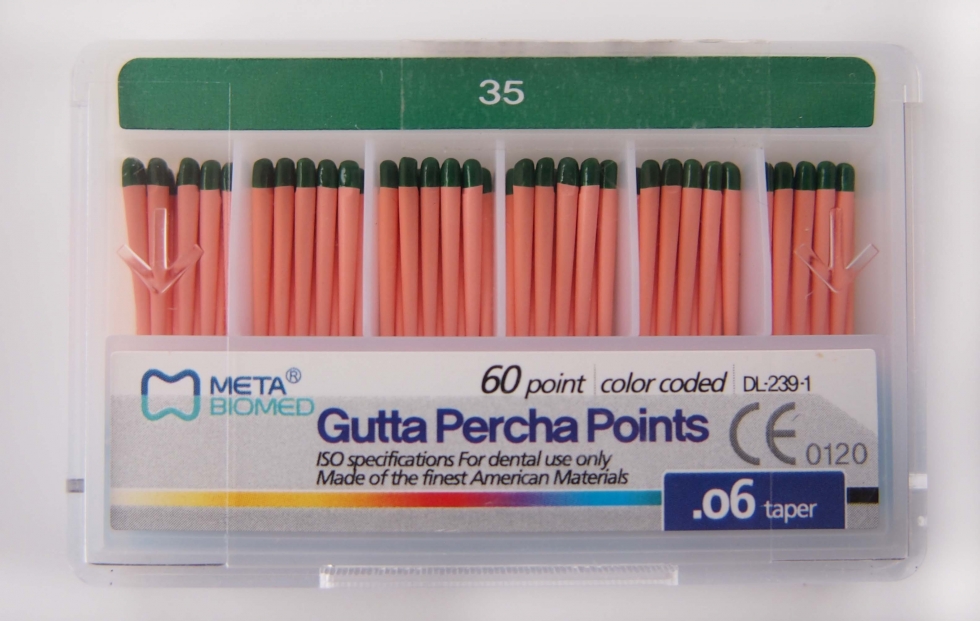 35
META®
BIOMED
60 point | color coded | DL-239-1
Gutta Percha Points
CE 0120
ISO specifications For dental use only
Made of the finest American Materials
.06 taper